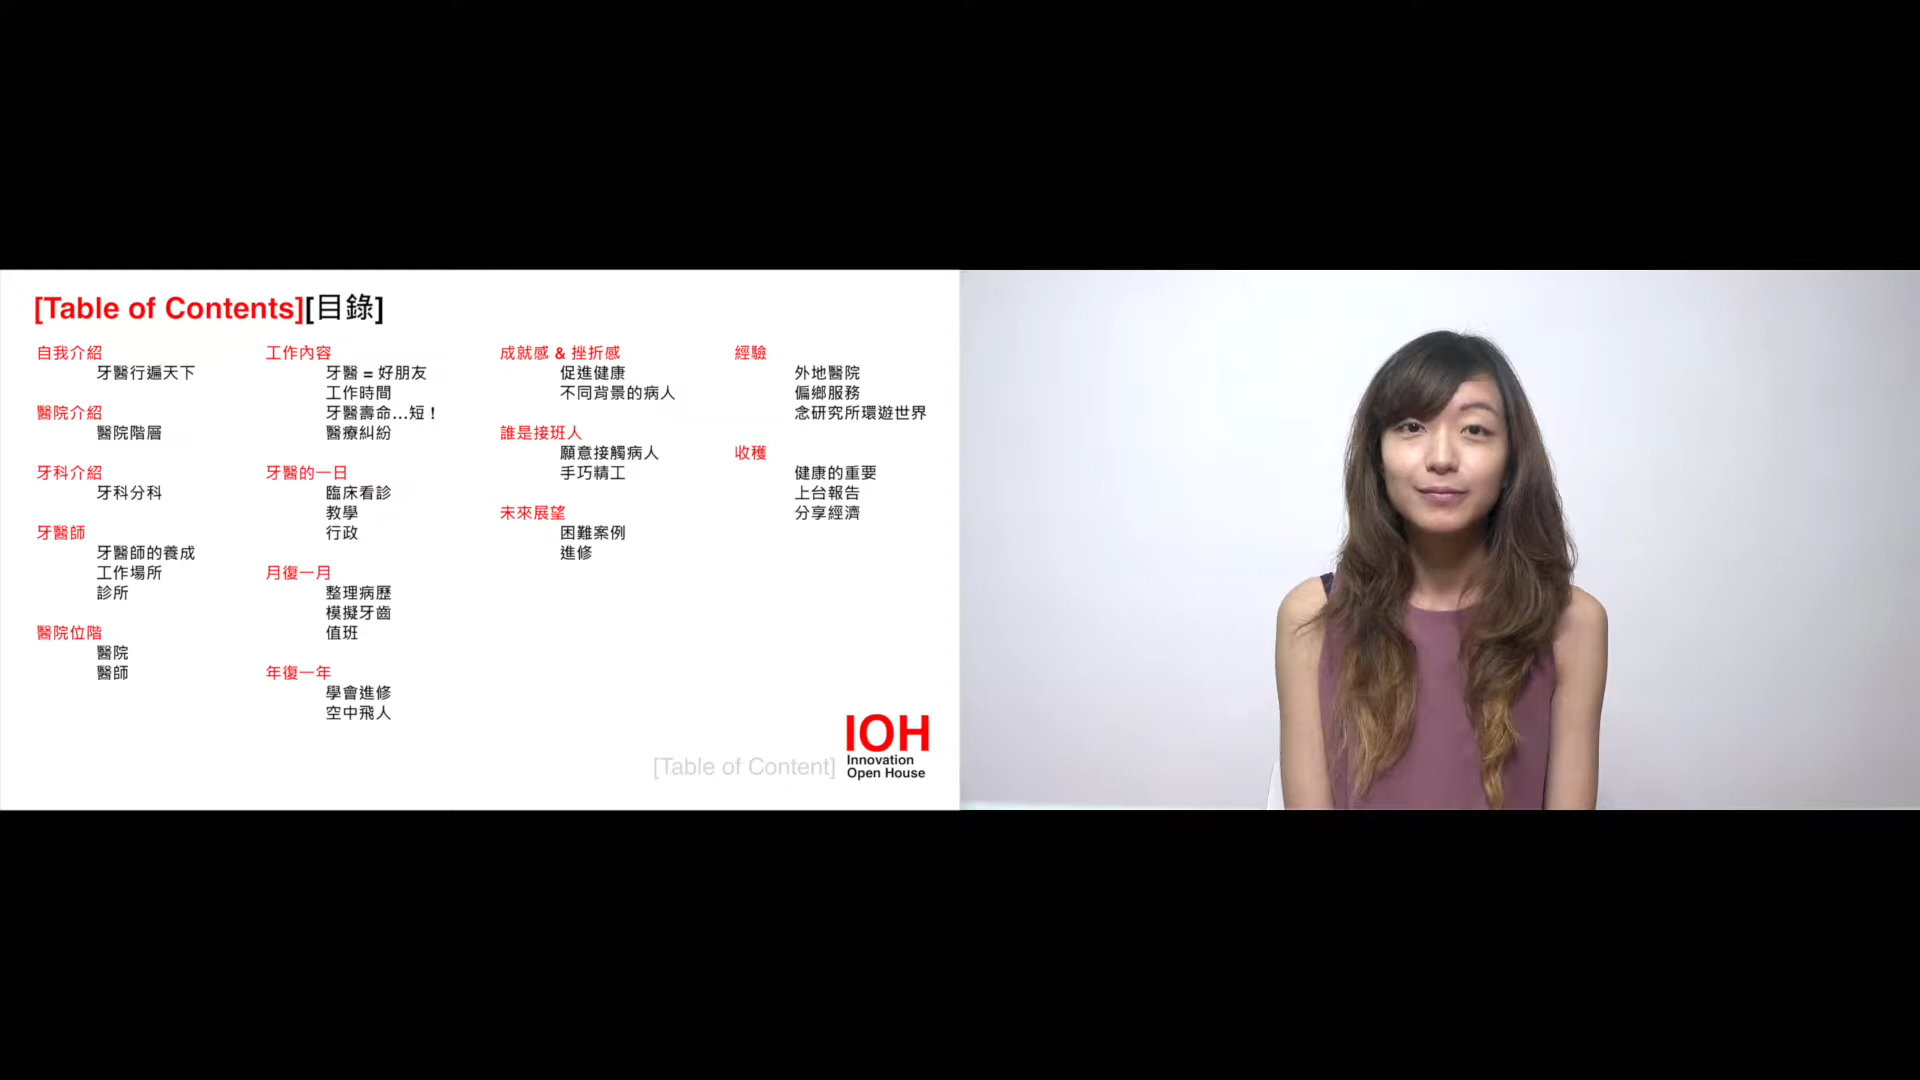 [Table of Contents][目錄]
自我介紹
牙醫行遍天下
醫院介紹
醫院階層
牙科介紹
牙科分科
牙醫師
牙醫師的養成
工作場所
診所
醫院位階
醫院
醫師
工作內容
牙醫 = 好朋友
工作時間
牙醫壽命...短！
醫療糾紛
牙醫的一日
臨床看診
教學
行政
月復一月
整理病歷
模擬牙齒
值班
年復一年
學會進修
空中飛人
成就感 & 挫折感
促進健康
不同背景的病人
誰是接班人
願意接觸病人
手巧精工
未來展望
困難案例
進修
經驗
外地醫院
偏鄉服務
念研究所環遊世界
收穫
健康的重要
上台報告
分享經濟
[Table of Content]
IOH
Innovation
Open House